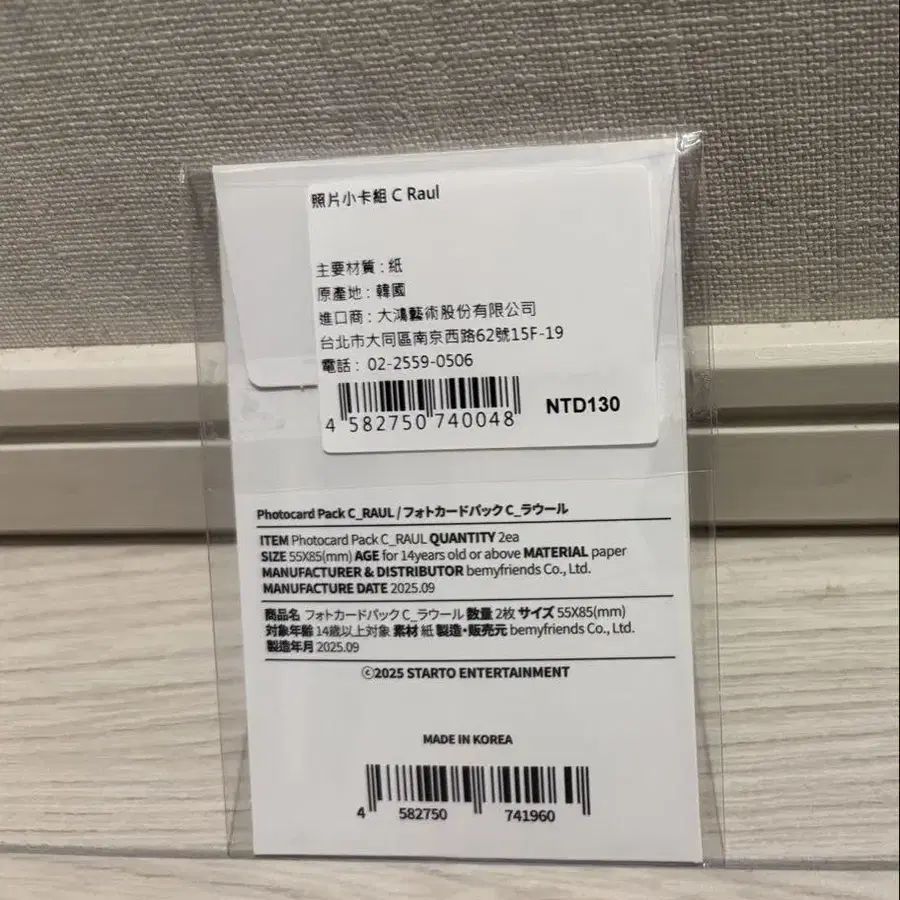 照片小卡組 C Raul
主要材質：紙
原產地：韓國
進口商：大鴻藝術股份有限公司
台北市大同區南京西路62號15F-19
電話： 02-2559-0506
4 582750 740048
NTD130
Photocard Pack C_RAUL / フォトカードパック C_ラウール
ITEM Photocard Pack C_RAUL QUANTITY 2ea
SIZE 55X85(mm) AGE for 14years old or above MATERIAL paper
MANUFACTURER & DISTRIBUTOR bemyfriends Co., Ltd.
MANUFACTURE DATE 2025.09
商品名 フォトカードパック C_ラウール 数量 2枚 サイズ 55X85(mm)
対象年齢 14歳以上対象 素材 紙 製造・販売元 bemyfriends Co., Ltd.
製造年月 2025.09
ⓒ2025 STARTO ENTERTAINMENT
MADE IN KOREA
4 582750 741960